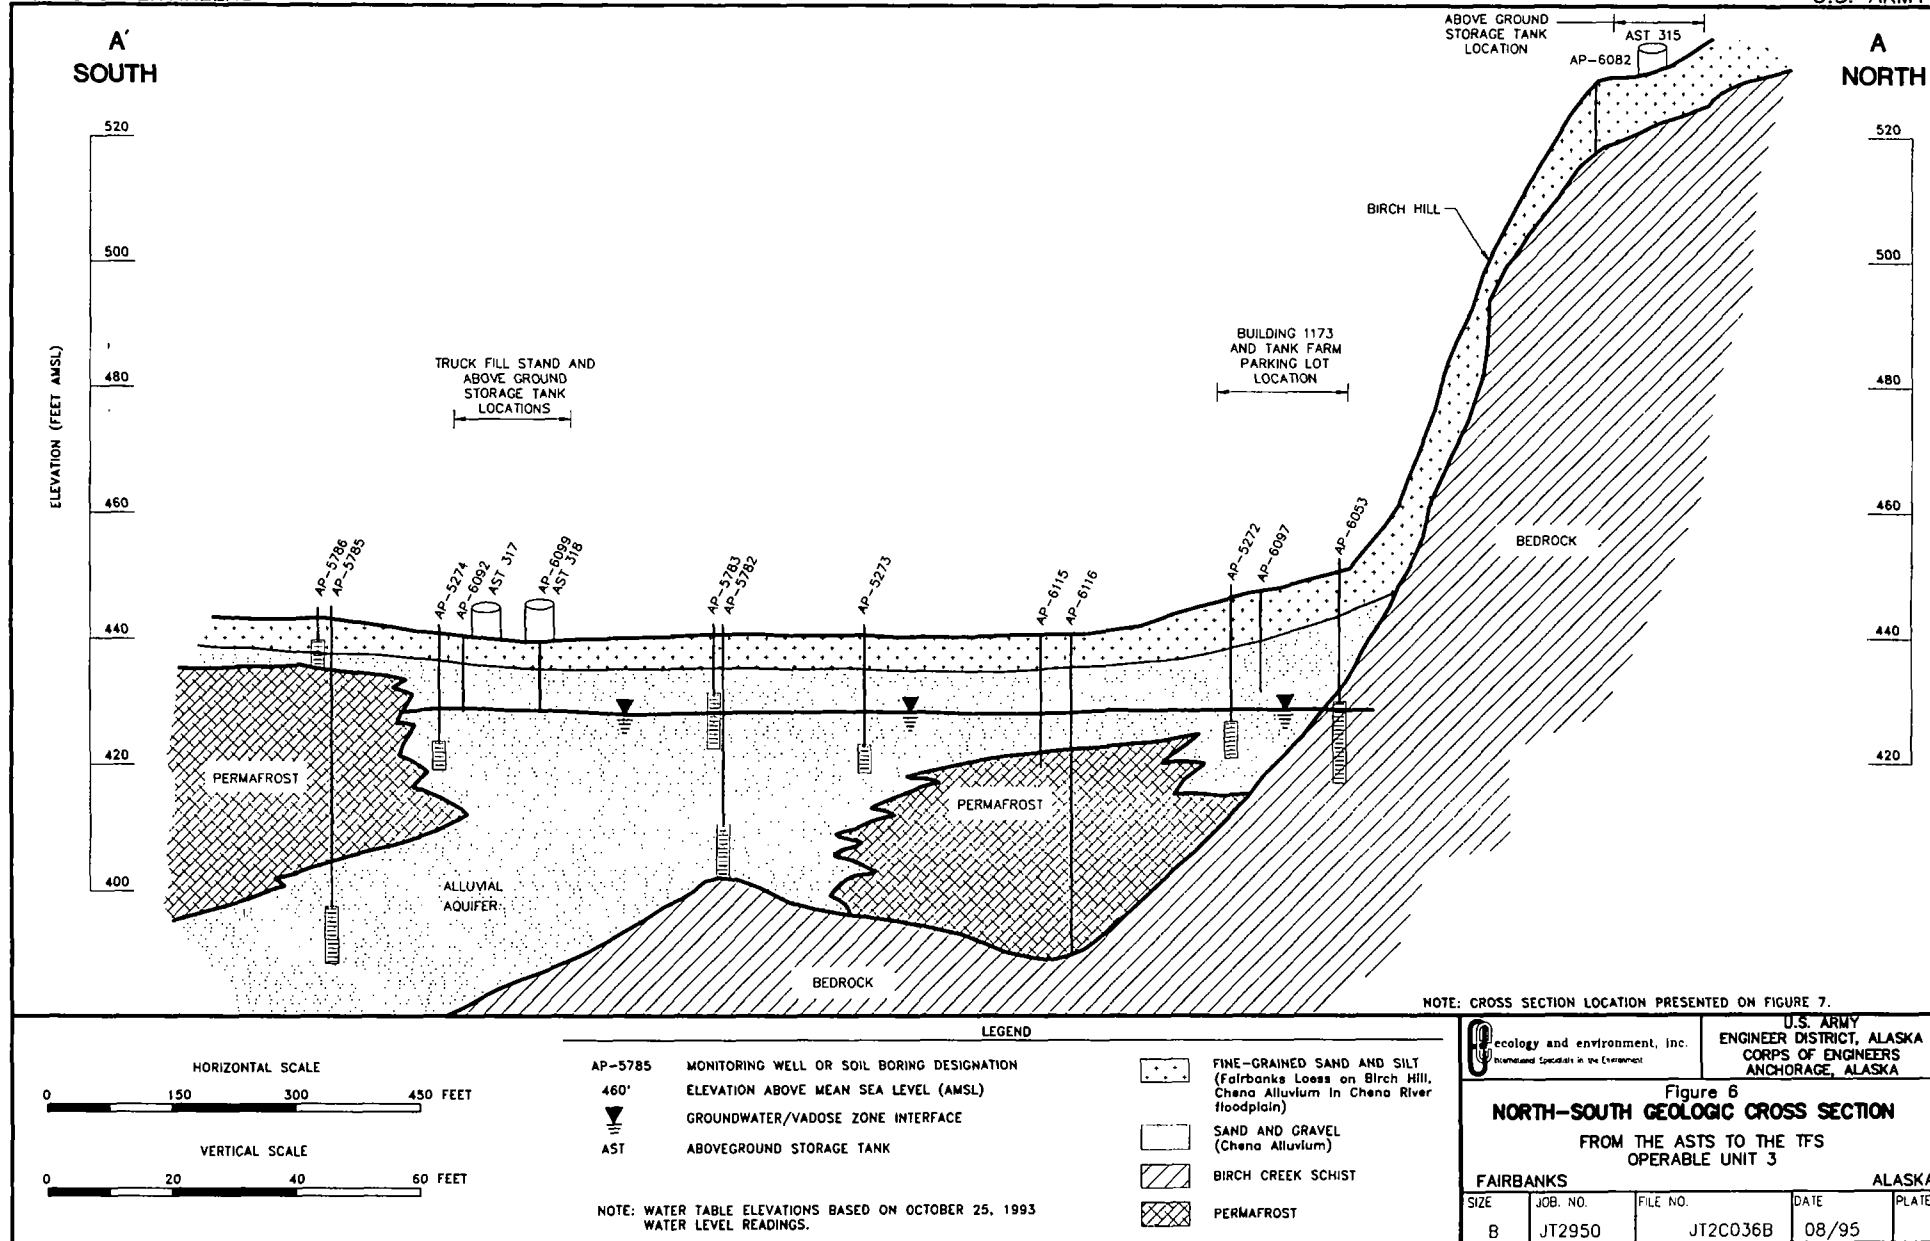 A'
SOUTH
ABOVE GROUND
STORAGE TANK
LOCATION
AST 315
AP-6082
A
NORTH
520
520
BIRCH HILL
500
500
ELEVATION (FEET AMSL)
TRUCK FILL STAND AND
ABOVE GROUND
STORAGE TANK
LOCATIONS
BUILDING 1173
AND TANK FARM
PARKING LOT
LOCATION
480
480
460
460
BEDROCK
AP-5786
AP-5785
AP-5274
AP-6092
AST 317
AP-6099
AST 318
AP-5783
AP-5782
AP-5273
AP-6115
AP-6116
AP-5272
AP-6097
AP-6053
440
440
420
420
PERMAFROST
PERMAFROST
400
ALLUVIAL
AQUIFER
BEDROCK
NOTE: CROSS SECTION LOCATION PRESENTED ON FIGURE 7.
HORIZONTAL SCALE
0 150 300 450 FEET
VERTICAL SCALE
0 20 40 60 FEET
LEGEND
AP-5785 MONITORING WELL OR SOIL BORING DESIGNATION
460' ELEVATION ABOVE MEAN SEA LEVEL (AMSL)
GROUNDWATER/VADOSE ZONE INTERFACE
AST ABOVEGROUND STORAGE TANK
NOTE: WATER TABLE ELEVATIONS BASED ON OCTOBER 25, 1993
WATER LEVEL READINGS.
FINE-GRAINED SAND AND SILT
(Fairbanks Loess on Birch Hill,
Chena Alluvium in Chena River
floodplain)
SAND AND GRAVEL
(Chena Alluvium)
BIRCH CREEK SCHIST
PERMAFROST
ecology and environment, inc.
International Specialists in the Environment
U.S. ARMY
ENGINEER DISTRICT, ALASKA
CORPS OF ENGINEERS
ANCHORAGE, ALASKA
Figure 6
NORTH-SOUTH GEOLOGIC CROSS SECTION
FROM THE ASTS TO THE TFS
OPERABLE UNIT 3
FAIRBANKS ALASKA
SIZE JOB. NO. FILE NO. DATE PLATE
B JT2950 JT2C036B 08/95